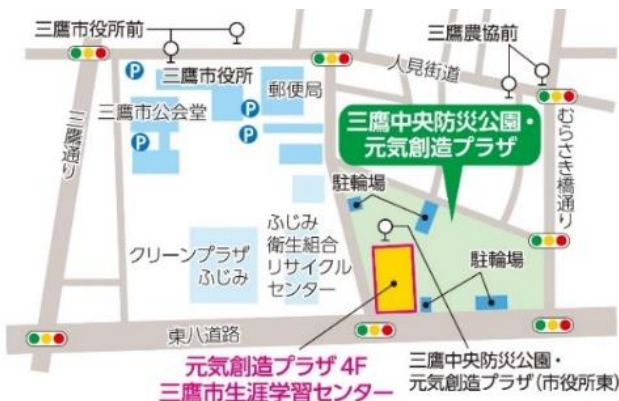 三鷹市役所前
三鷹農協前
人見街道
三鷹市役所
郵便局
三鷹市公会堂
P
P
P
三鷹通り
むらさき橋通り
三鷹中央防災公園・
元気創造プラザ
駐輪場
ふじみ
衛生組合
リサイクル
センター
クリーンプラザ
ふじみ
駐輪場
東八道路
元気創造プラザ 4F
三鷹市生涯学習センター
三鷹中央防災公園・
元気創造プラザ(市役所東)